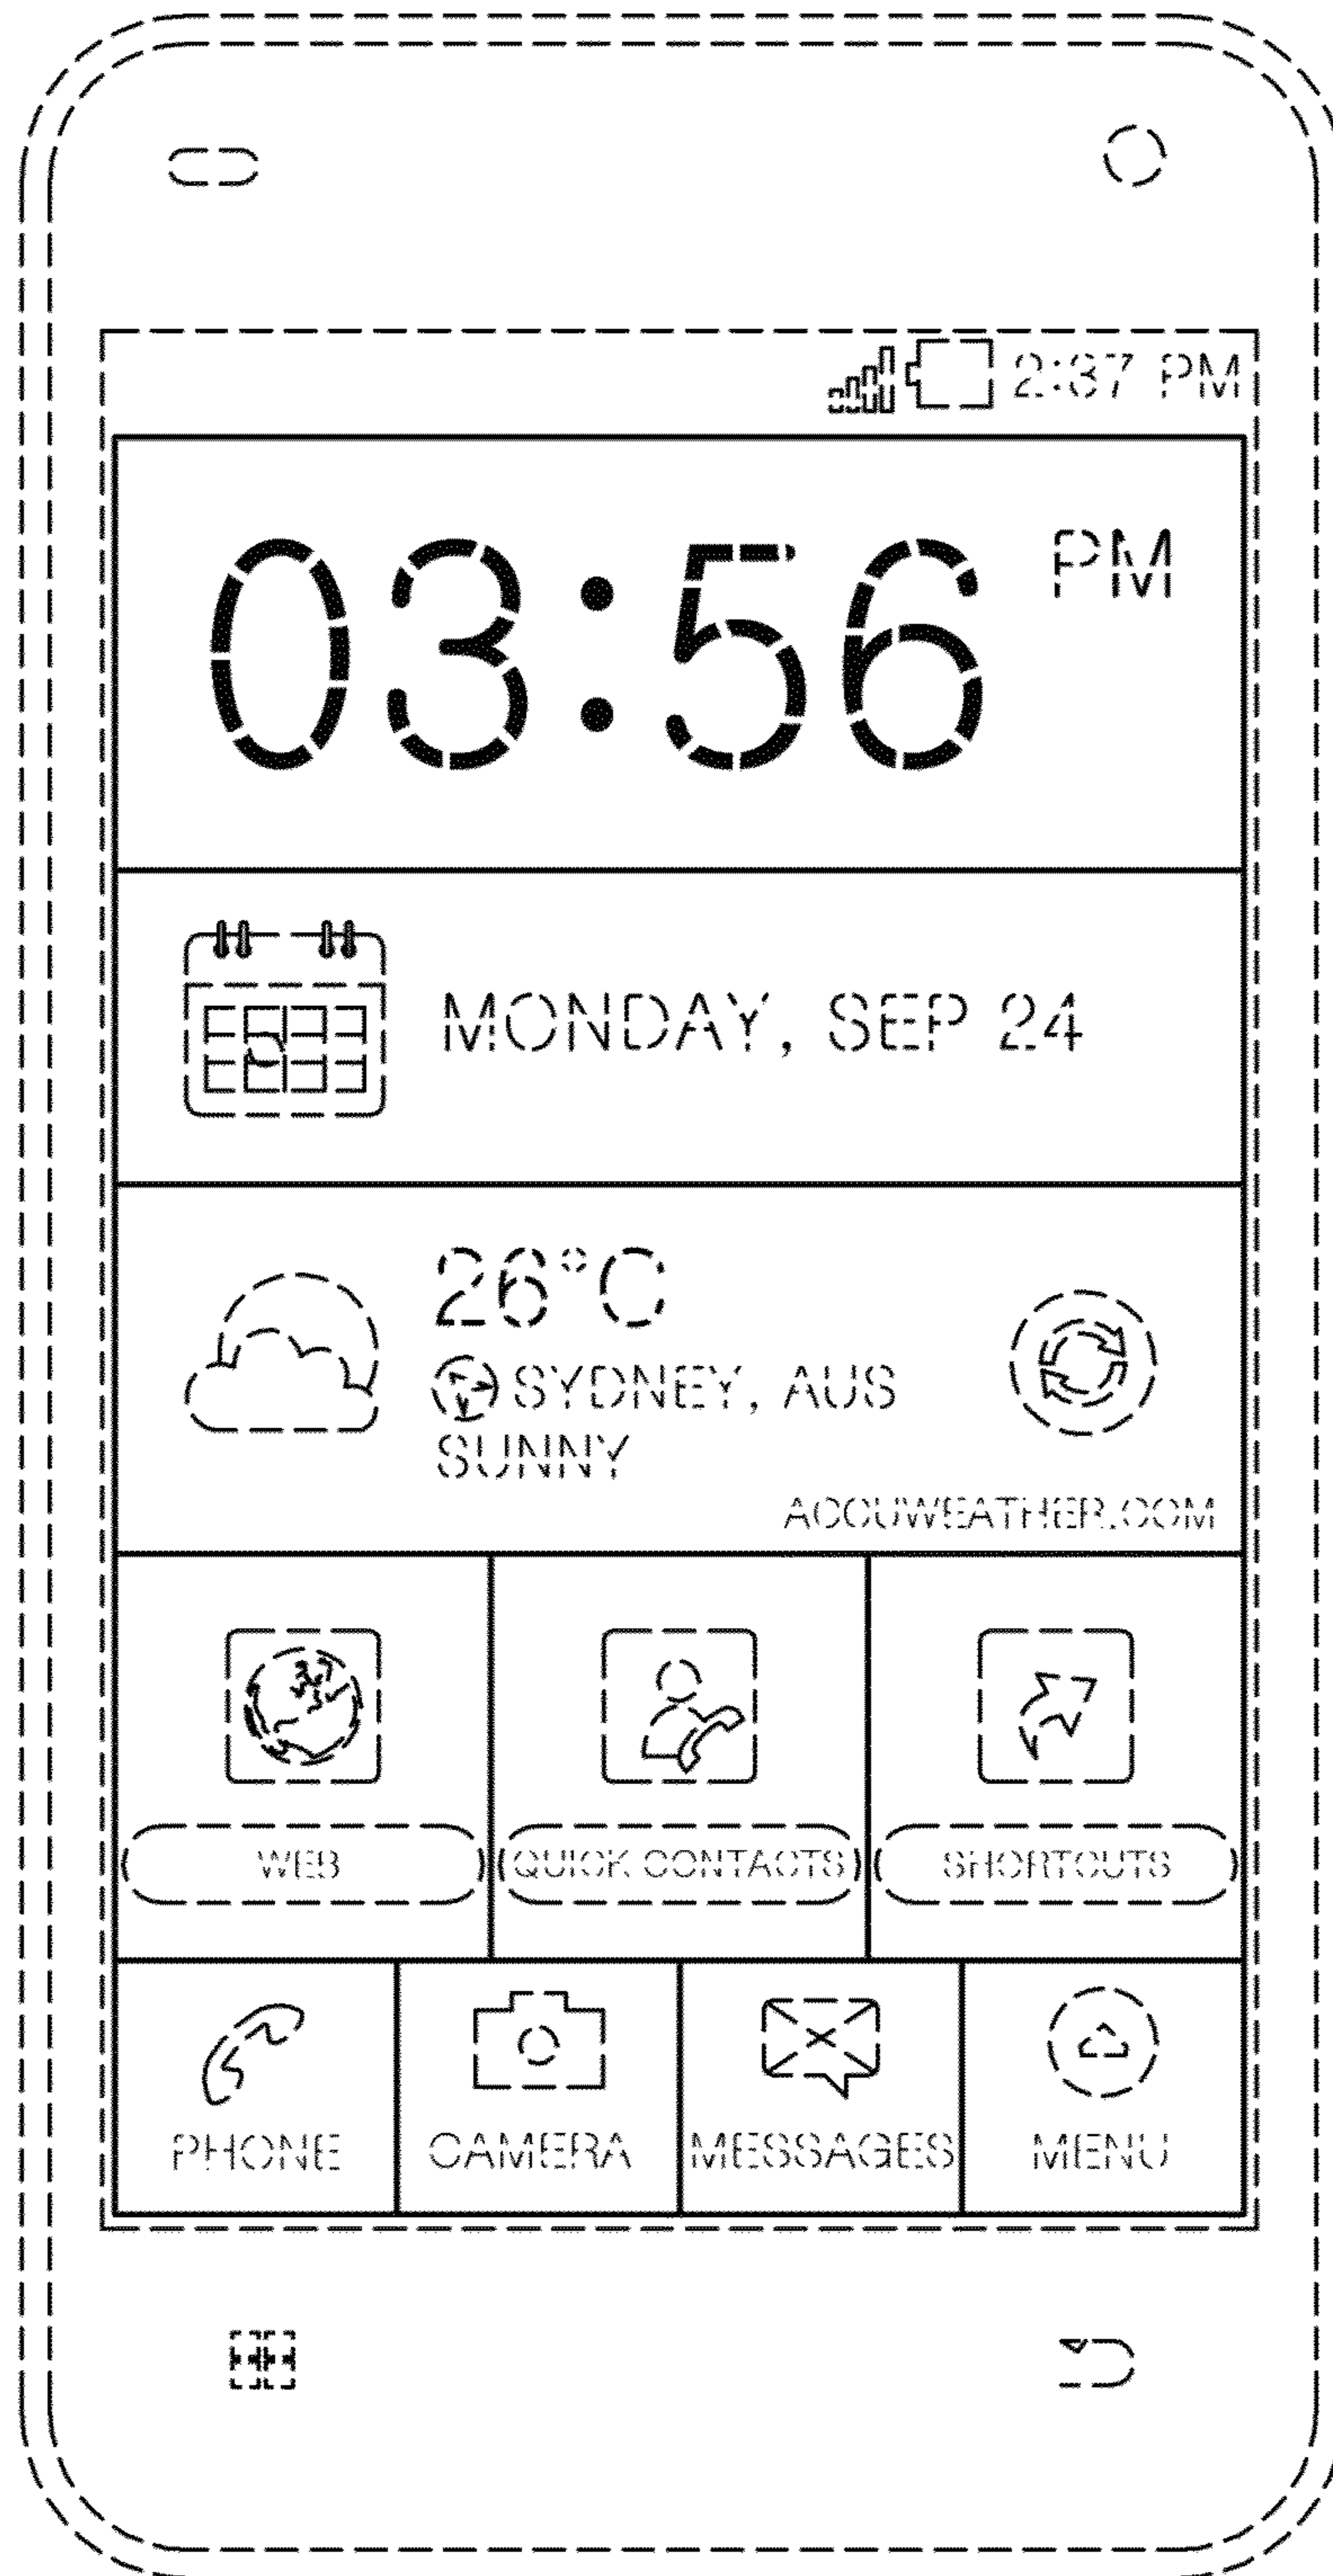 2:37 PM
03:56 PM
MONDAY, SEP 24
26°C
SYDNEY, AUS
SUNNY
ACCUWEATHER.COM
WEB QUICK CONTACTS SHORTCUTS
PHONE CAMERA MESSAGES MENU